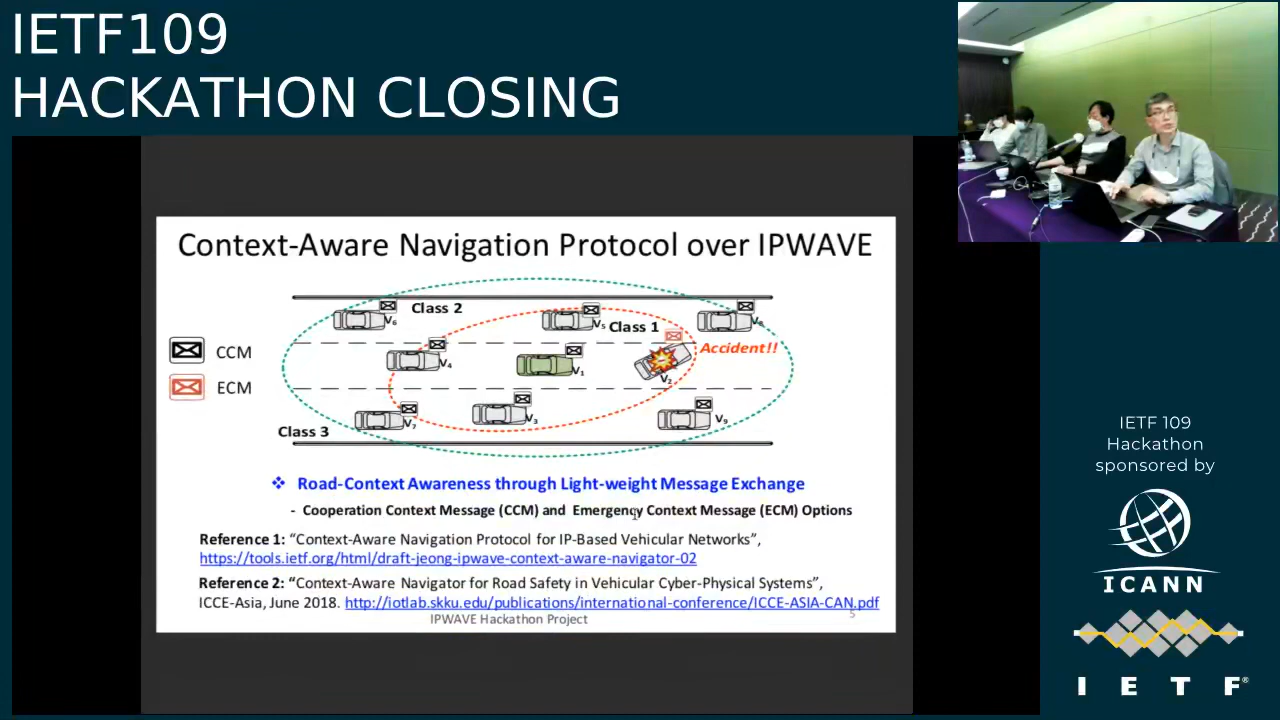 IETF109
HACKATHON CLOSING
Context-Aware Navigation Protocol over IPWAVE
CCM
ECM
Class 2
Class 1
Class 3
V6
V5
V8
Accident!!
V4
V1
V2
V7
V3
V9
❖ Road-Context Awareness through Light-weight Message Exchange
- Cooperation Context Message (CCM) and Emergency Context Message (ECM) Options
Reference 1: “Context-Aware Navigation Protocol for IP-Based Vehicular Networks”,
https://tools.ietf.org/html/draft-jeong-ipwave-context-aware-navigator-02
Reference 2: “Context-Aware Navigator for Road Safety in Vehicular Cyber-Physical Systems”,
ICCE-Asia, June 2018. http://iotlab.skku.edu/publications/international-conference/ICCE-ASIA-CAN.pdf
IPWAVE Hackathon Project
5
IETF 109
Hackathon
sponsored by
ICANN
I E T F®